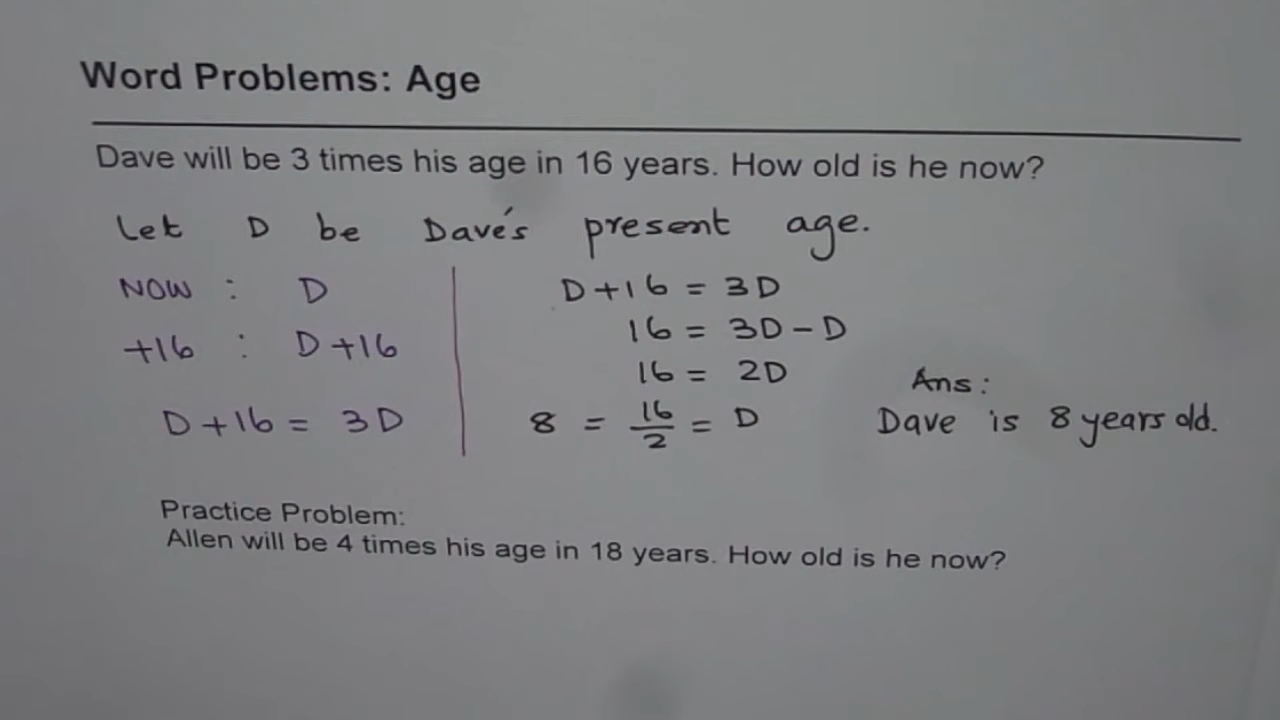 Word Problems: Age
Dave will be 3 times his age in 16 years. How old is he now?
Let D be Dave's present age.
NOW : D
+16 : D+16
D+16 = 3D
D+16 = 3D
16 = 3D-D
16 = 2D
8 = 16/2 = D
Ans:
Dave is 8 years old.
Practice Problem:
Allen will be 4 times his age in 18 years. How old is he now?